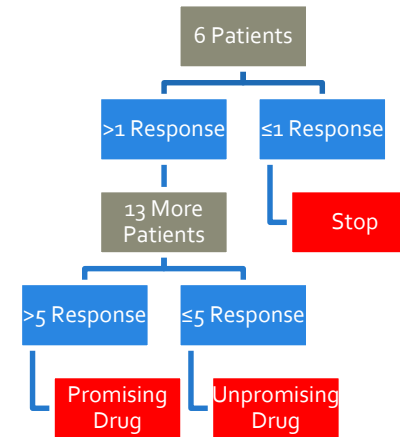 6 Patients
>1 Response
≤1 Response
13 More
Patients
Stop
>5 Response
≤5 Response
Promising
Drug
Unpromising
Drug